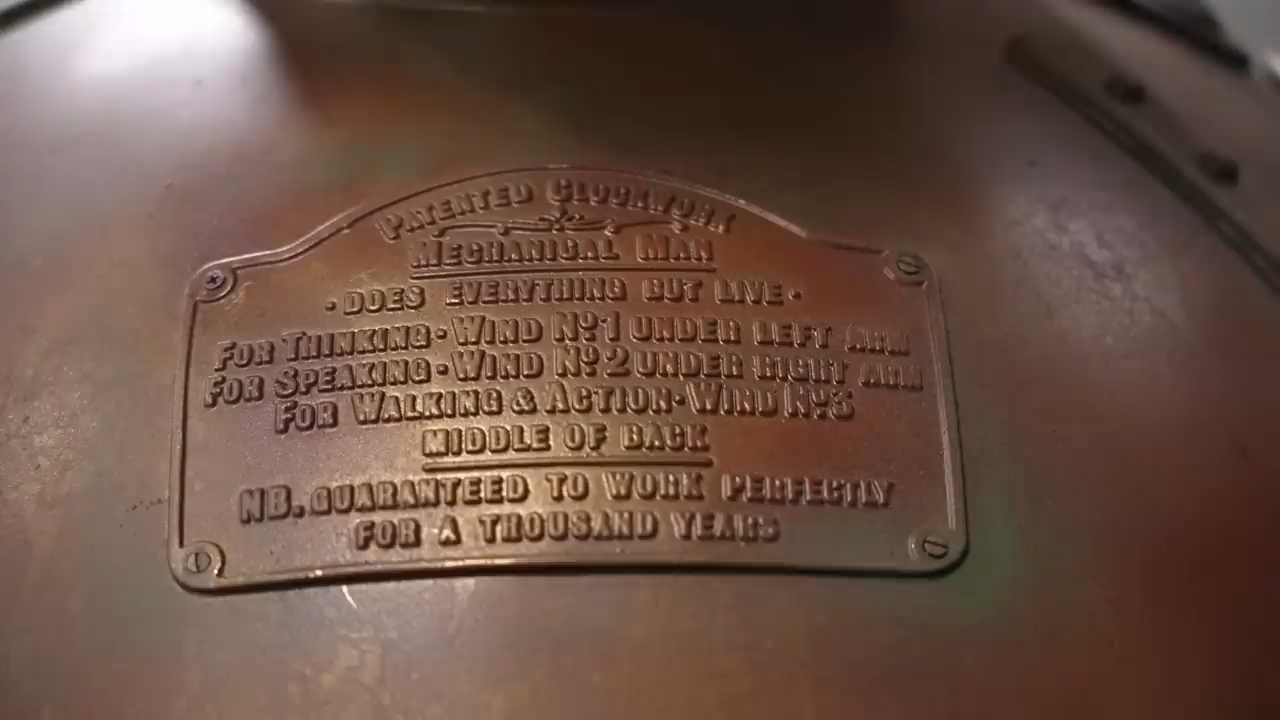 PATENTED CLOCKWORK
MECHANICAL MAN
·DOES EVERYTHING BUT LIVE·
FOR THINKING·WIND Nº1 UNDER LEFT ARM
FOR SPEAKING·WIND Nº2 UNDER RIGHT ARM
FOR WALKING & ACTION·WIND Nº3
MIDDLE OF BACK
NB. GUARANTEED TO WORK PERFECTLY
FOR A THOUSAND YEARS